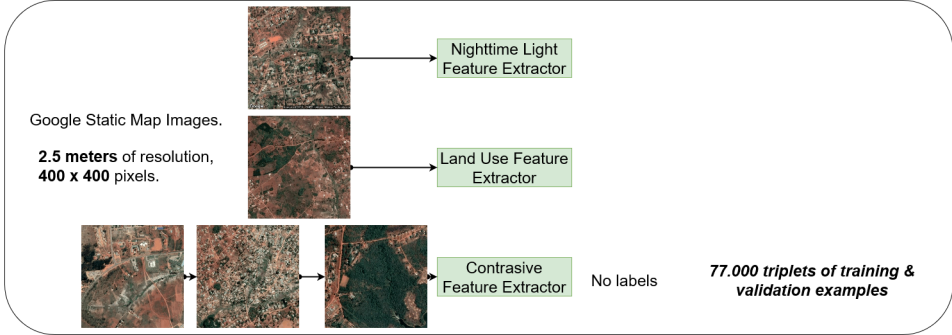 Nighttime Light
Feature Extractor
Google Static Map Images.
2.5 meters of resolution,
400 x 400 pixels.
Land Use Feature
Extractor
Contrasive
Feature Extractor
No labels
77.000 triplets of training &
validation examples